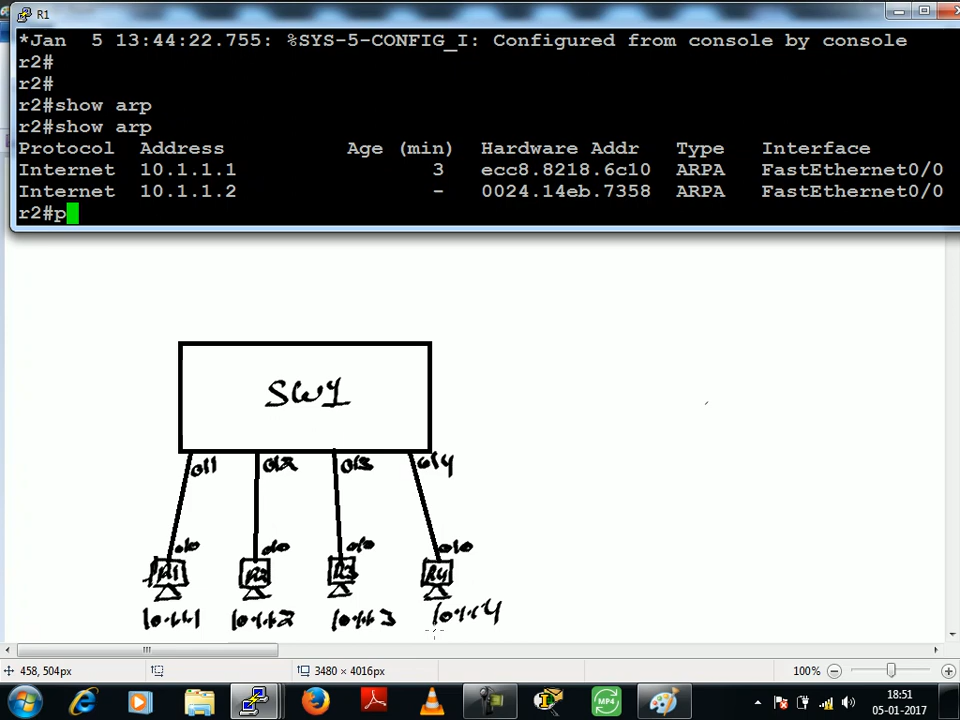 R1
*Jan  5 13:44:22.755: %SYS-5-CONFIG_I: Configured from console by console
r2#
r2#
r2#show arp
r2#show arp
Protocol  Address          Age (min)  Hardware Addr   Type   Interface
Internet  10.1.1.1                3   ecc8.8218.6c10  ARPA   FastEthernet0/0
Internet  10.1.1.2                -   0024.14eb.7358  ARPA   FastEthernet0/0
r2#p
SW1
0/1 0/2 0/3 0/4
0/0 0/0 0/0 0/0
R1 R2 R3 R4
10.1.1.1 10.1.1.2 10.1.1.3 10.1.1.4
458, 504px
3480 × 4016px
100%
MP4
18:51
05-01-2017